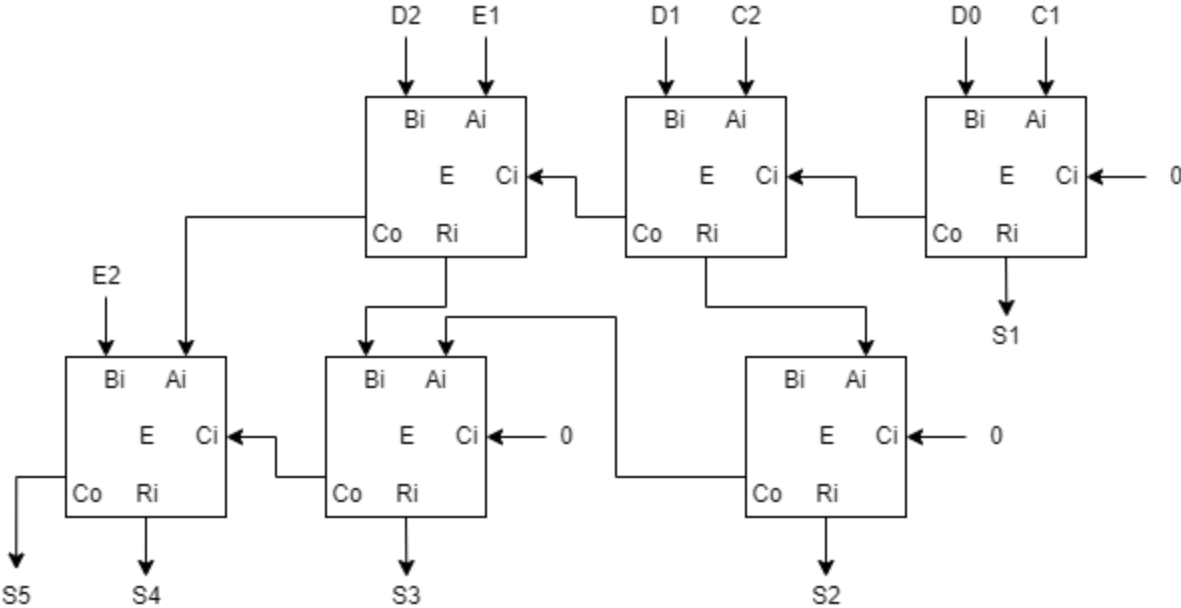 D2 E1 D1 C2 D0 C1
Bi Ai Bi Ai Bi Ai
E Ci E Ci E Ci 0
Co Ri Co Ri Co Ri
E2
S1
Bi Ai Bi Ai Bi Ai
E Ci E Ci 0 E Ci 0
Co Ri Co Ri Co Ri
S5 S4 S3 S2